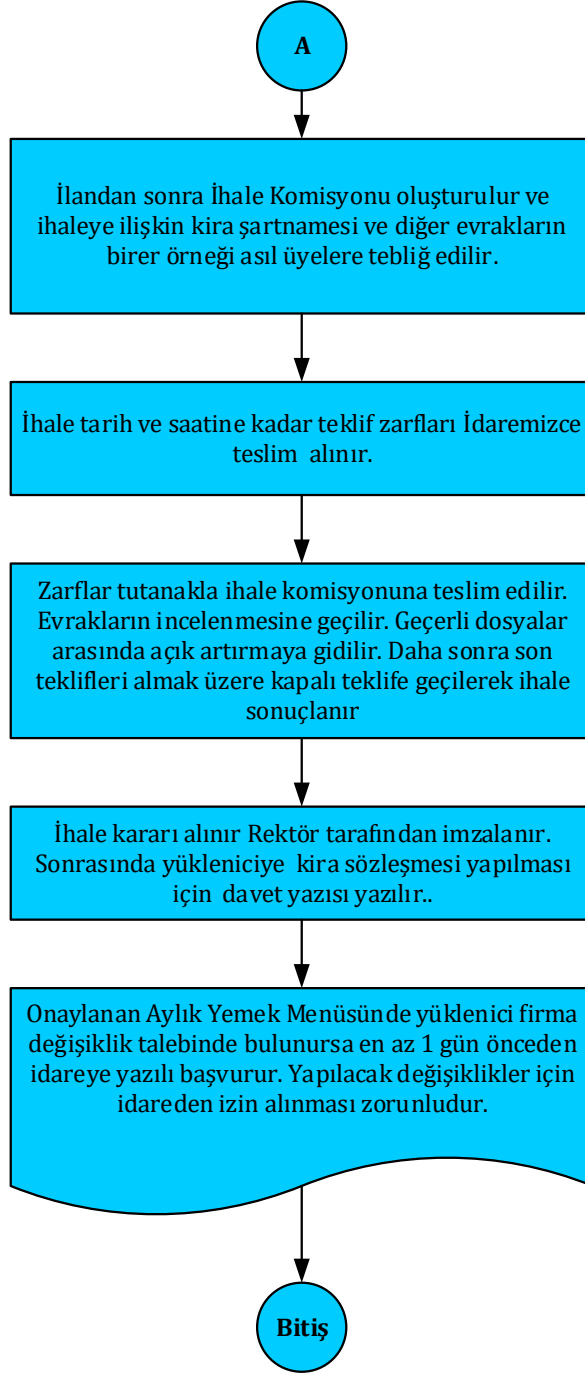 A
İlandan sonra İhale Komisyonu oluşturulur ve
ihaleye ilişkin kira şartnamesi ve diğer evrakların
birer örneği asıl üyelere tebliğ edilir.
İhale tarih ve saatine kadar teklif zarfları İdaremizce
teslim  alınır.
Zarflar tutanakla ihale komisyonuna teslim edilir.
Evrakların incelenmesine geçilir. Geçerli dosyalar
arasında açık artırmaya gidilir. Daha sonra son
teklifleri almak üzere kapalı teklife geçilerek ihale
sonuçlanır
İhale kararı alınır Rektör tarafından imzalanır.
Sonrasında yükleniciye  kira sözleşmesi yapılması
için  davet yazısı yazılır..
Onaylanan Aylık Yemek Menüsünde yüklenici firma
değişiklik talebinde bulunursa en az 1 gün önceden
idareye yazılı başvurur. Yapılacak değişiklikler için
idareden izin alınması zorunludur.
Bitiş